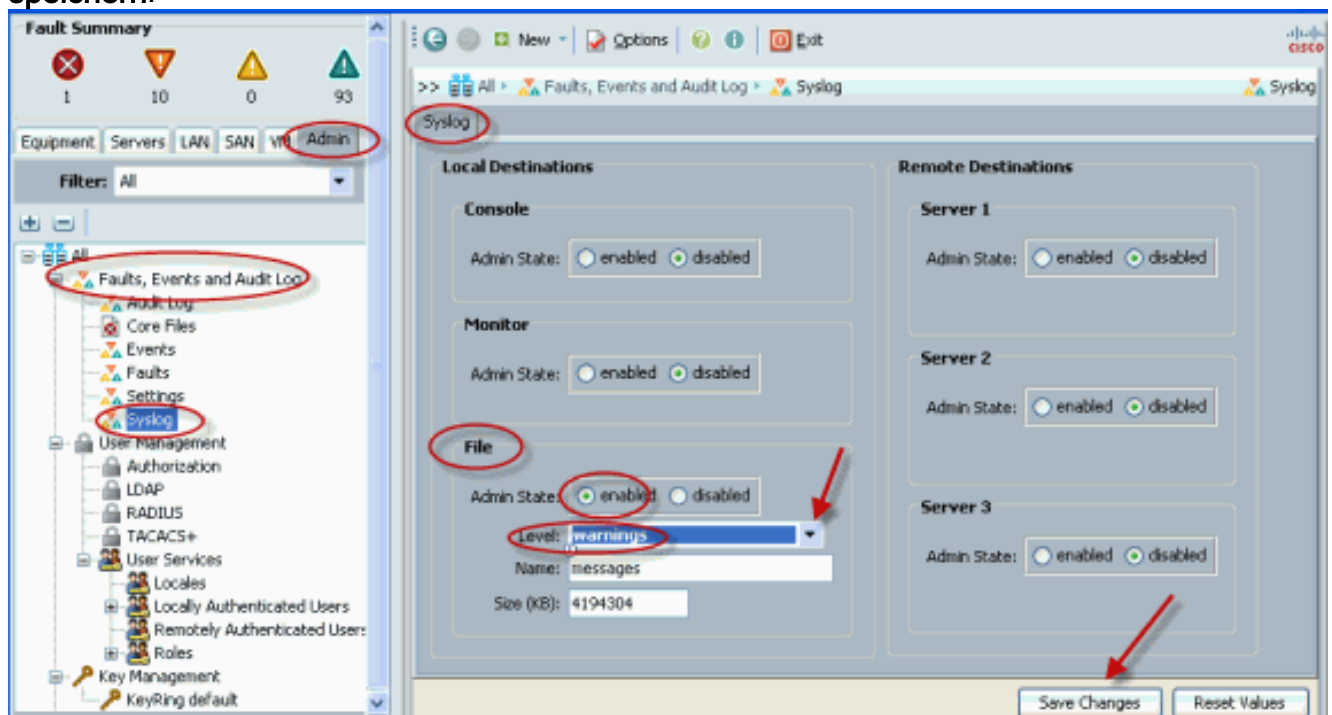 speichern.
Fault Summary
1 10 0 93
Equipment Servers LAN SAN VM Admin
Filter: All
All
Faults, Events and Audit Log
Audit Log
Core Files
Events
Faults
Settings
Syslog
User Management
Authorization
LDAP
RADIUS
TACACS+
User Services
Locales
Locally Authenticated Users
Remotely Authenticated Users
Roles
Key Management
KeyRing default
New Options Exit
CISCO
>> All Faults, Events and Audit Log Syslog Syslog
Syslog
Local Destinations
Console
Admin State: enabled disabled
Monitor
Admin State: enabled disabled
File
Admin State: enabled disabled
Level: warnings
Name: messages
Size (KB): 4194304
Remote Destinations
Server 1
Admin State: enabled disabled
Server 2
Admin State: enabled disabled
Server 3
Admin State: enabled disabled
Save Changes Reset Values